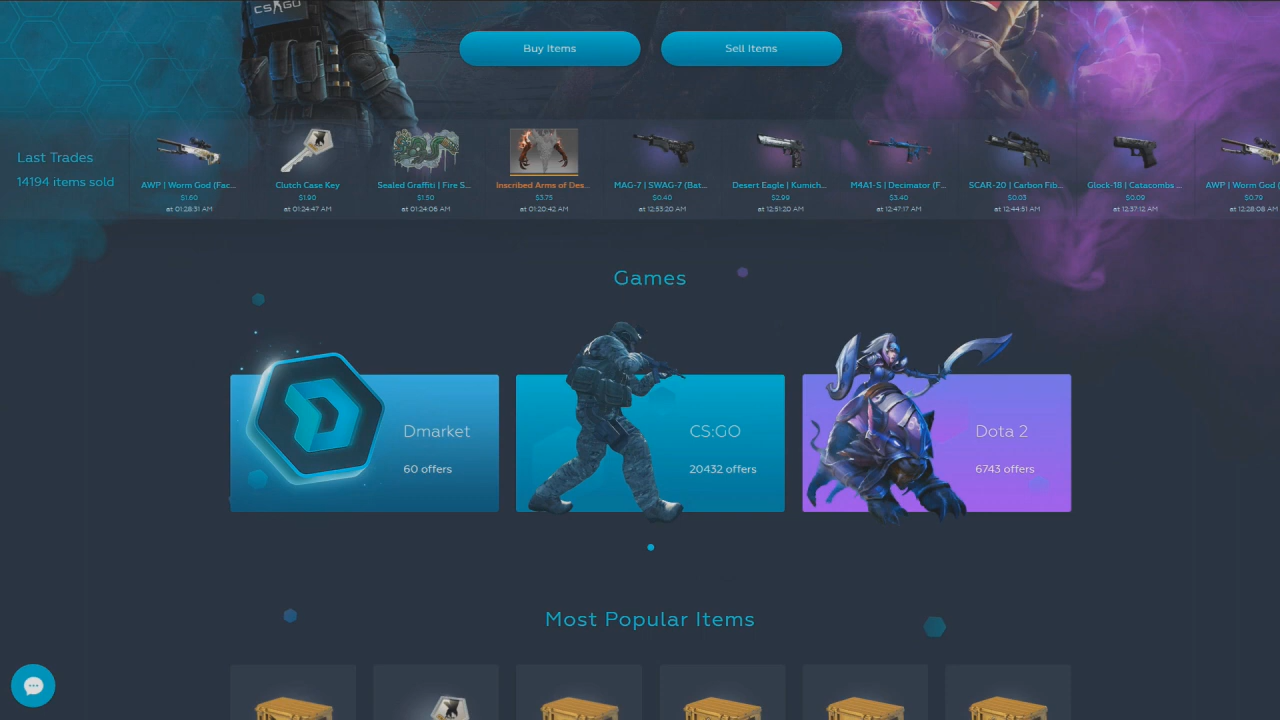 CS GO
Buy Items
Sell Items
Last Trades
14194 items sold
AWP | Worm God (Fac...
$1.60
at 01:28:31 AM
Clutch Case Key
$1.90
at 01:24:47 AM
Sealed Graffiti | Fire S...
$1.50
at 01:24:06 AM
Inscribed Arms of Des...
$3.75
at 01:20:42 AM
MAG-7 | SWAG-7 (Bat...
$0.40
at 12:53:20 AM
Desert Eagle | Kumich...
$2.99
at 12:51:20 AM
M4A1-S | Decimator (F...
$3.40
at 12:47:17 AM
SCAR-20 | Carbon Fib...
$0.03
at 12:44:51 AM
Glock-18 | Catacombs ...
$0.09
at 12:37:12 AM
AWP | Worm God (
$0.79
at 12:28:08 AM
Games
Dmarket
60 offers
CS:GO
20432 offers
Dota 2
6743 offers
Most Popular Items